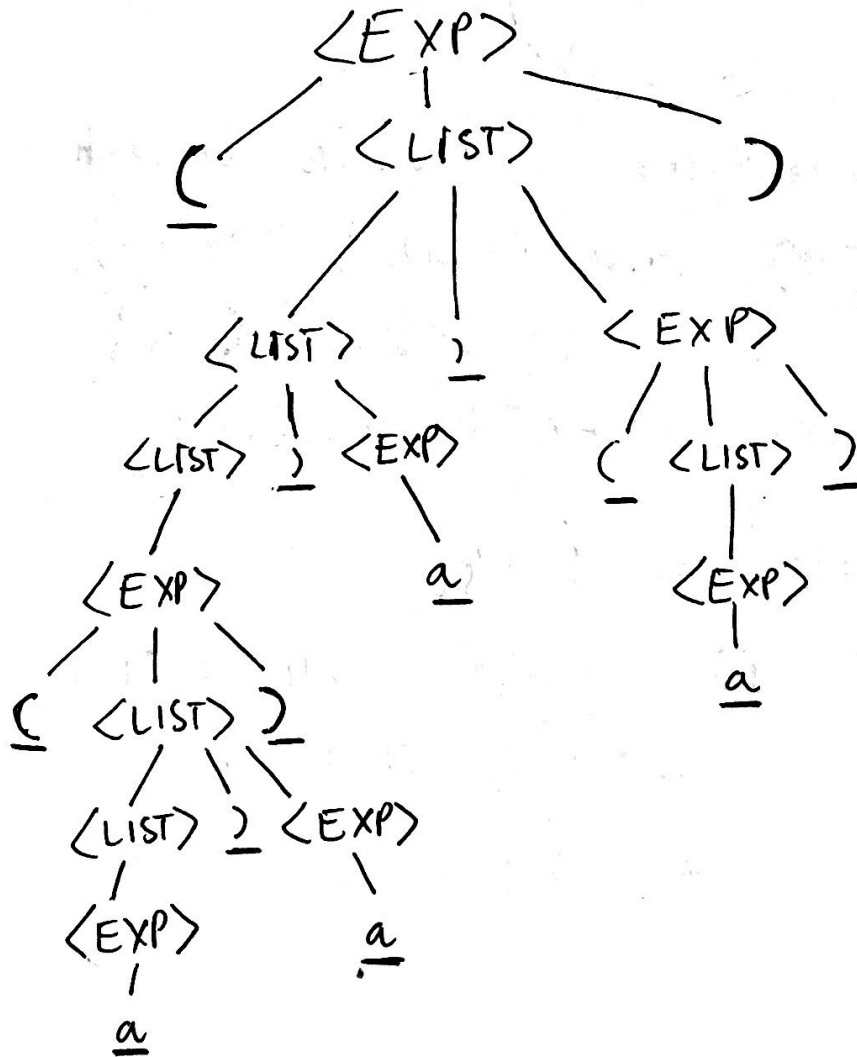 <EXP>
( <LIST> )
<LIST> , <EXP>
<LIST> , <EXP> ( <LIST> )
<EXP> a <EXP>
( <LIST> ) a
<LIST> , <EXP>
<EXP> a
a